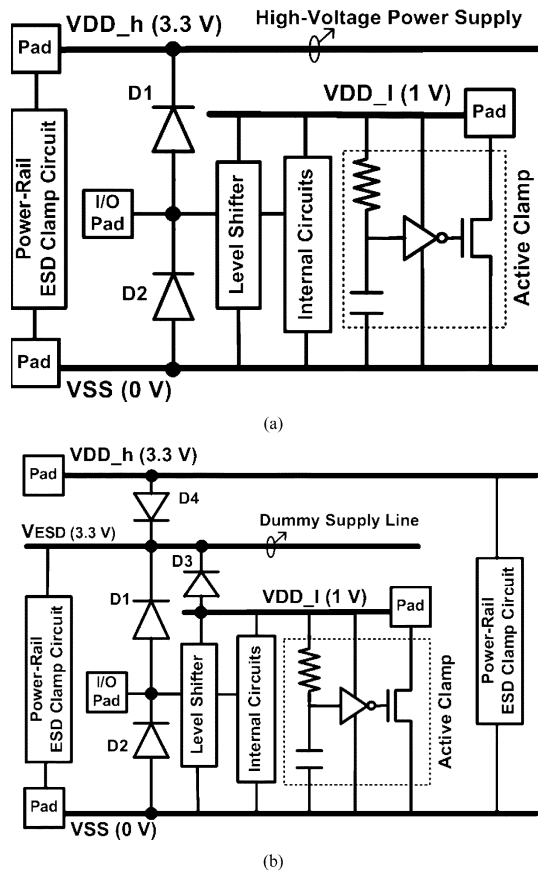 VDD_h (3.3 V)
High-Voltage Power Supply
Pad
D1
VDD_l (1 V)
Pad
Power-Rail
ESD Clamp Circuit
I/O
Pad
Level Shifter
Internal Circuits
Active Clamp
D2
Pad
VSS (0 V)
(a)
VDD_h (3.3 V)
Pad
D4
VESD (3.3 V)
Dummy Supply Line
D3
D1
VDD_l (1 V)
Pad
Power-Rail
ESD Clamp Circuit
I/O
Pad
Level Shifter
Internal Circuits
Active Clamp
Power-Rail
ESD Clamp Circuit
D2
Pad
VSS (0 V)
(b)